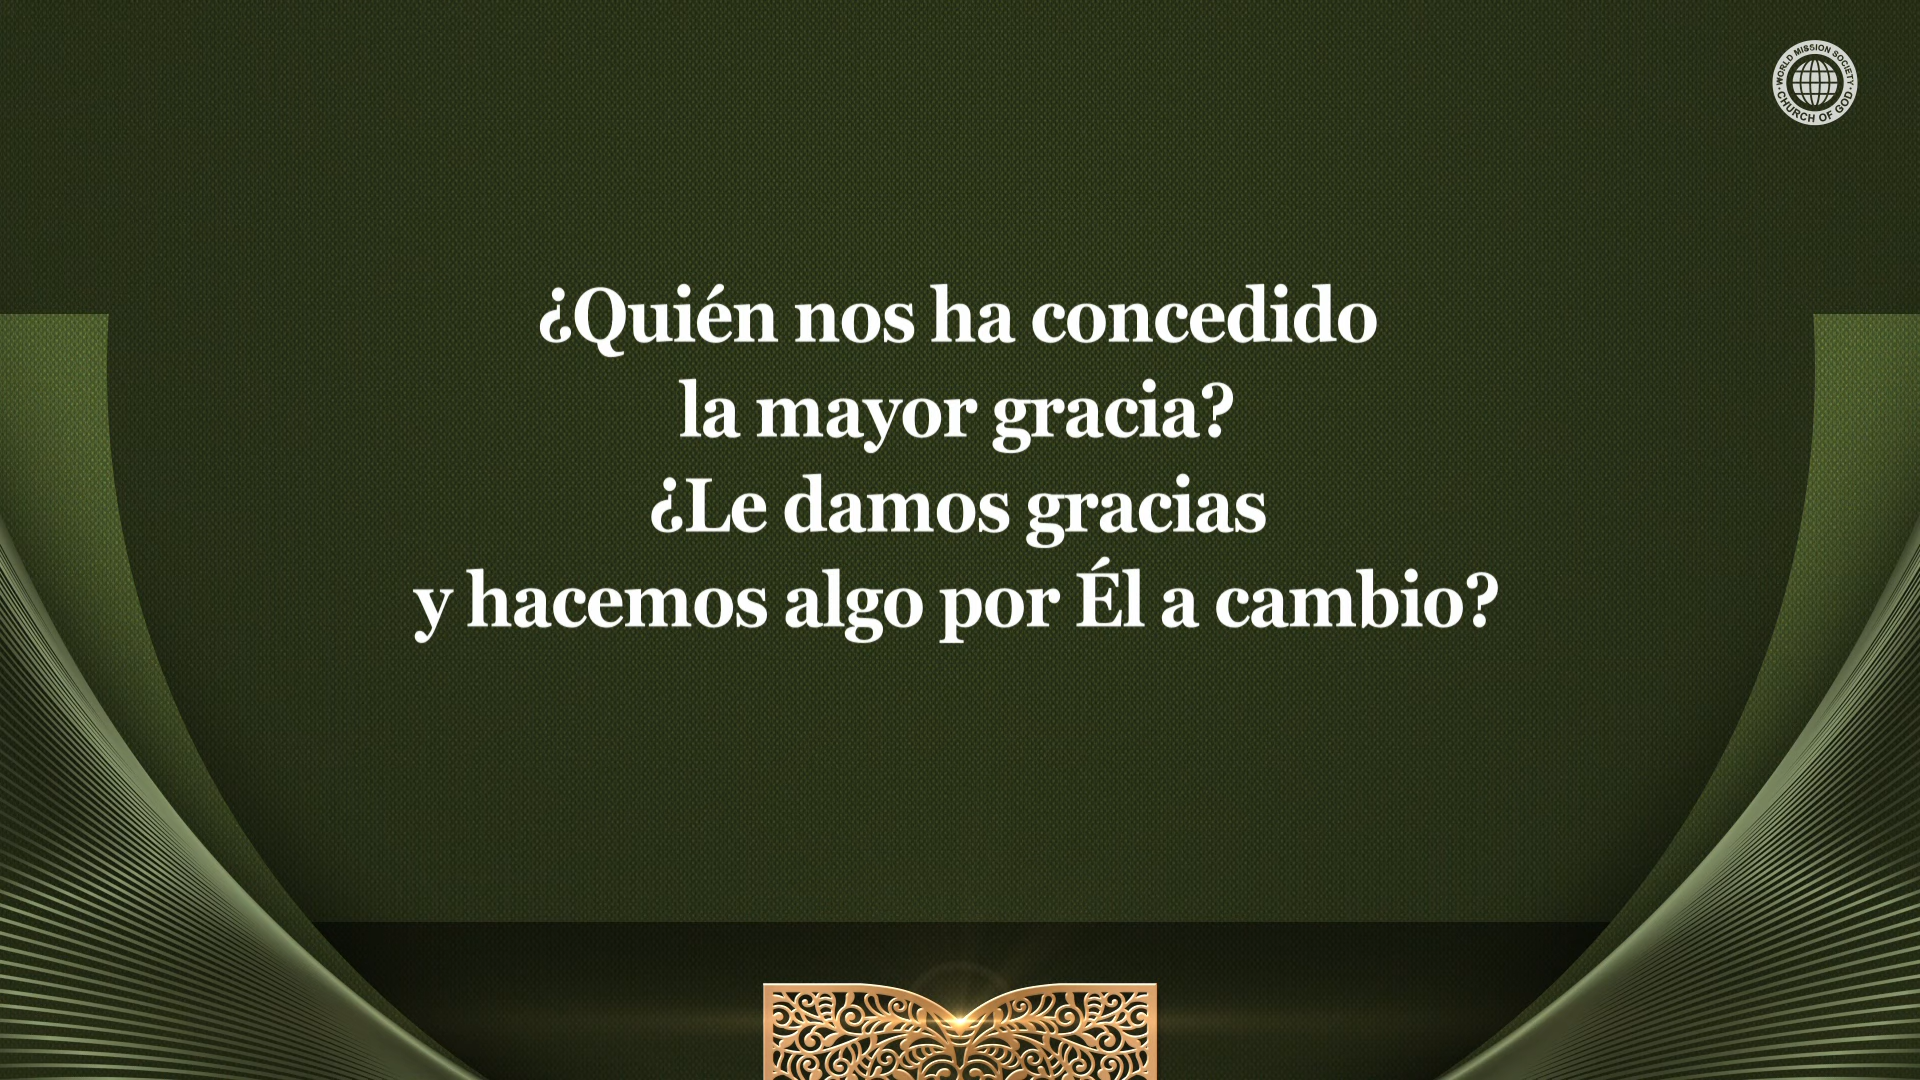 WORLD MISSION SOCIETY
CHURCH OF GOD
¿Quién nos ha concedido
la mayor gracia?
¿Le damos gracias
y hacemos algo por Él a cambio?